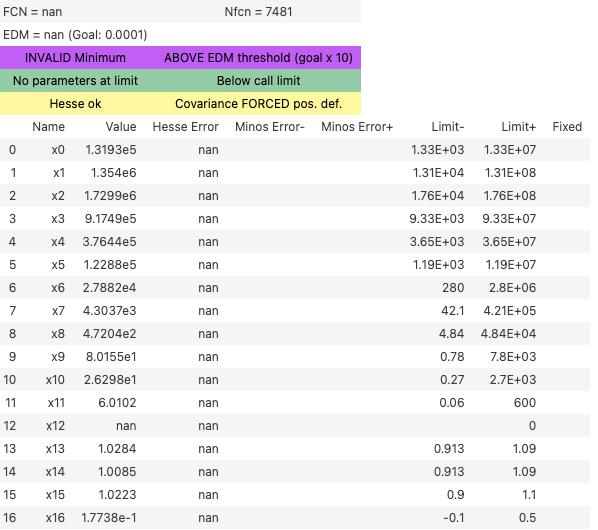 FCN = nan Nfcn = 7481
EDM = nan (Goal: 0.0001)
INVALID Minimum ABOVE EDM threshold (goal x 10)
No parameters at limit Below call limit
Hesse ok Covariance FORCED pos. def.
Name Value Hesse Error Minos Error- Minos Error+ Limit- Limit+ Fixed
0 x0 1.3193e5 nan 1.33E+03 1.33E+07
1 x1 1.354e6 nan 1.31E+04 1.31E+08
2 x2 1.7299e6 nan 1.76E+04 1.76E+08
3 x3 9.1749e5 nan 9.33E+03 9.33E+07
4 x4 3.7644e5 nan 3.65E+03 3.65E+07
5 x5 1.2288e5 nan 1.19E+03 1.19E+07
6 x6 2.7882e4 nan 280 2.8E+06
7 x7 4.3037e3 nan 42.1 4.21E+05
8 x8 4.7204e2 nan 4.84 4.84E+04
9 x9 8.0155e1 nan 0.78 7.8E+03
10 x10 2.6298e1 nan 0.27 2.7E+03
11 x11 6.0102 nan 0.06 600
12 x12 nan nan 0
13 x13 1.0284 nan 0.913 1.09
14 x14 1.0085 nan 0.913 1.09
15 x15 1.0223 nan 0.9 1.1
16 x16 1.7738e-1 nan -0.1 0.5